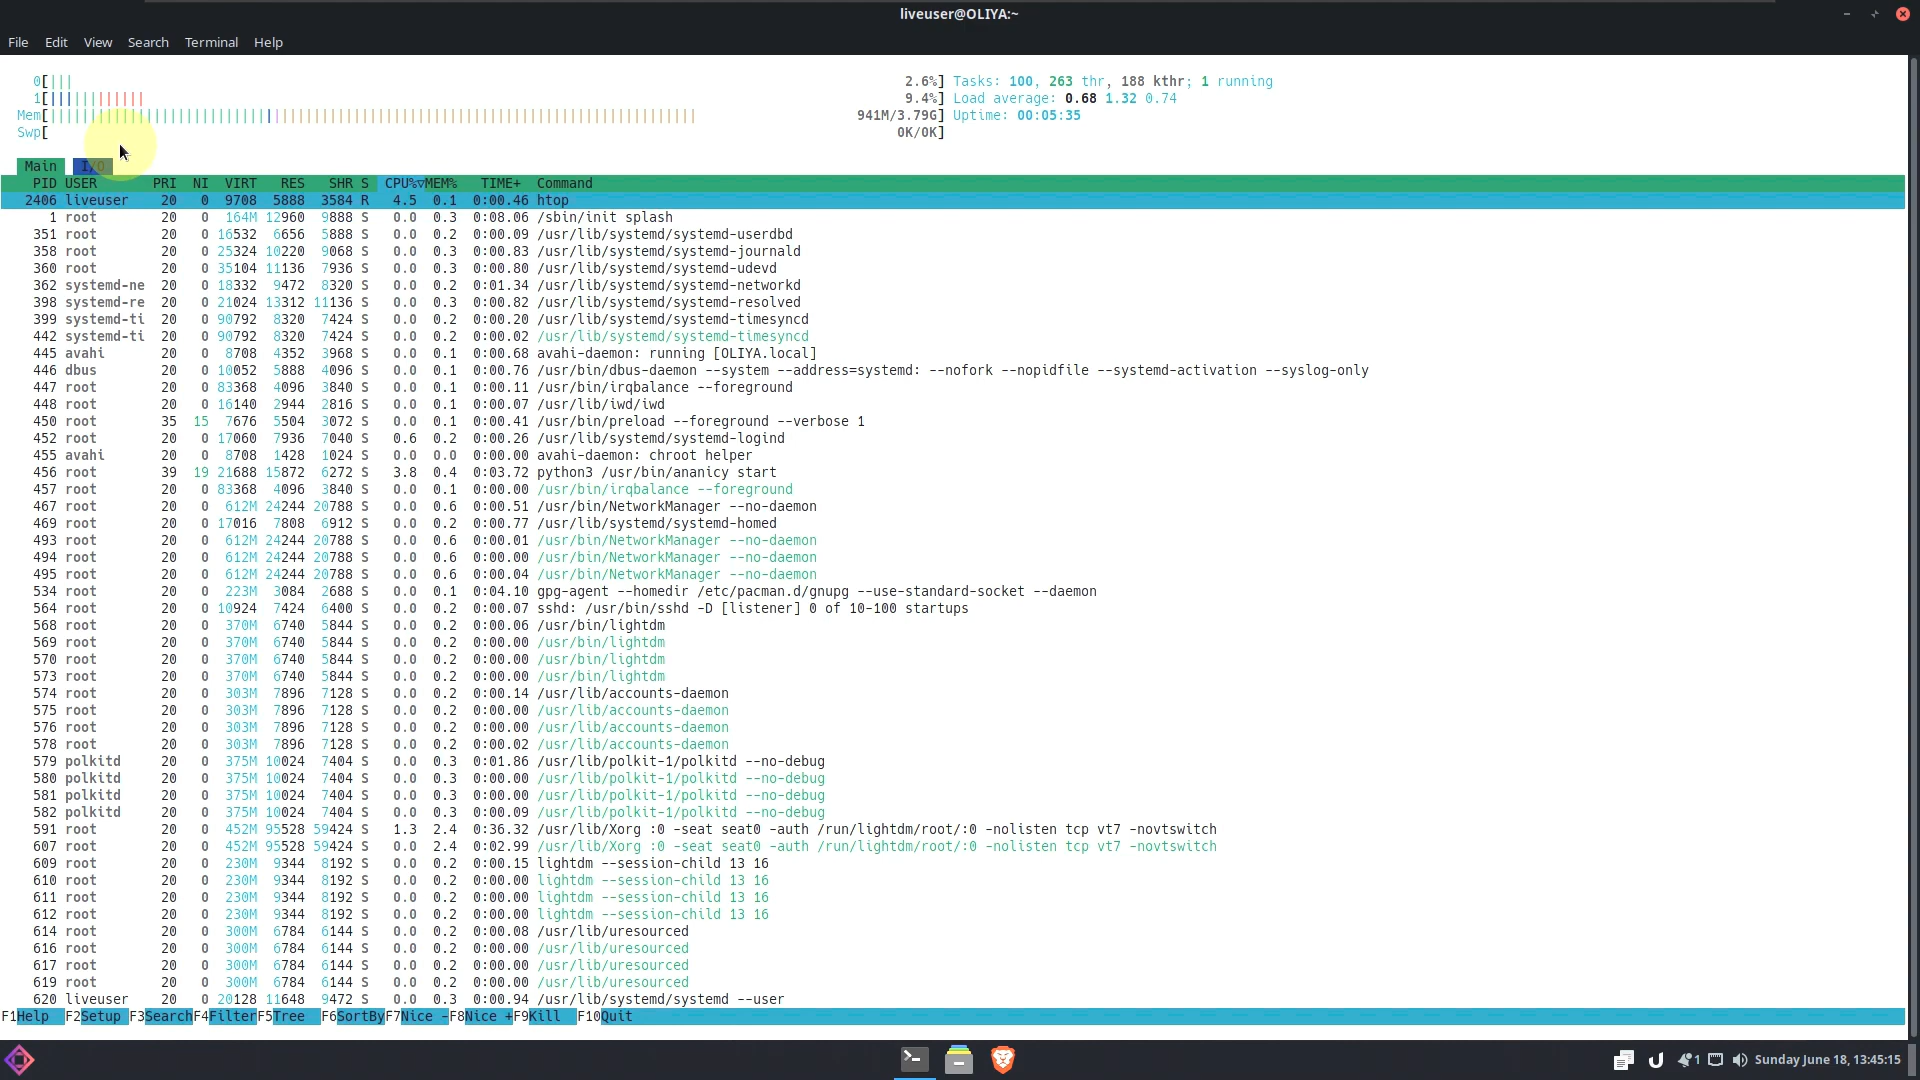 liveuser@OLIYA:~
File Edit View Search Terminal Help
0[||| 2.6%] Tasks: 100, 263 thr, 188 kthr; 1 running
1[|||||||||||| 9.4%] Load average: 0.68 1.32 0.74
Mem[||||||||||||||||||||||||||||||||||||||||||||||||||||||||||||||||||||||||||||||||| 941M/3.79G] Uptime: 00:05:35
Swp[ 0K/0K]
Main I/O
PID USER PRI NI VIRT RES SHR S CPU%▽MEM% TIME+ Command
2406 liveuser 20 0 9708 5888 3584 R 4.5 0.1 0:00.46 htop
1 root 20 0 164M 12960 9888 S 0.0 0.3 0:08.06 /sbin/init splash
351 root 20 0 16532 6656 5888 S 0.0 0.2 0:00.09 /usr/lib/systemd/systemd-userdbd
358 root 20 0 25324 10220 9068 S 0.0 0.3 0:00.83 /usr/lib/systemd/systemd-journald
360 root 20 0 35104 11136 7936 S 0.0 0.3 0:00.80 /usr/lib/systemd/systemd-udevd
362 systemd-ne 20 0 18332 9472 8320 S 0.0 0.2 0:01.34 /usr/lib/systemd/systemd-networkd
398 systemd-re 20 0 21024 13312 11136 S 0.0 0.3 0:00.82 /usr/lib/systemd/systemd-resolved
399 systemd-ti 20 0 90792 8320 7424 S 0.0 0.2 0:00.20 /usr/lib/systemd/systemd-timesyncd
442 systemd-ti 20 0 90792 8320 7424 S 0.0 0.2 0:00.02 /usr/lib/systemd/systemd-timesyncd
445 avahi 20 0 8708 4352 3968 S 0.0 0.1 0:00.68 avahi-daemon: running [OLIYA.local]
446 dbus 20 0 10052 5888 4096 S 0.0 0.1 0:00.76 /usr/bin/dbus-daemon --system --address=systemd: --nofork --nopidfile --systemd-activation --syslog-only
447 root 20 0 83368 4096 3840 S 0.0 0.1 0:00.11 /usr/bin/irqbalance --foreground
448 root 20 0 16140 2944 2816 S 0.0 0.1 0:00.07 /usr/lib/iwd/iwd
450 root 35 15 7676 5504 3072 S 0.0 0.1 0:00.41 /usr/bin/preload --foreground --verbose 1
452 root 20 0 17060 7936 7040 S 0.6 0.2 0:00.26 /usr/lib/systemd/systemd-logind
455 avahi 20 0 8708 1428 1024 S 0.0 0.0 0:00.00 avahi-daemon: chroot helper
456 root 39 19 21688 15872 6272 S 3.8 0.4 0:03.72 python3 /usr/bin/ananicy start
457 root 20 0 83368 4096 3840 S 0.0 0.1 0:00.00 /usr/bin/irqbalance --foreground
467 root 20 0 612M 24244 20788 S 0.0 0.6 0:00.51 /usr/bin/NetworkManager --no-daemon
469 root 20 0 17016 7808 6912 S 0.0 0.2 0:00.77 /usr/lib/systemd/systemd-homed
493 root 20 0 612M 24244 20788 S 0.0 0.6 0:00.01 /usr/bin/NetworkManager --no-daemon
494 root 20 0 612M 24244 20788 S 0.0 0.6 0:00.00 /usr/bin/NetworkManager --no-daemon
495 root 20 0 612M 24244 20788 S 0.0 0.6 0:00.04 /usr/bin/NetworkManager --no-daemon
534 root 20 0 223M 3084 2688 S 0.0 0.1 0:04.10 gpg-agent --homedir /etc/pacman.d/gnupg --use-standard-socket --daemon
564 root 20 0 10924 7424 6400 S 0.0 0.2 0:00.07 sshd: /usr/bin/sshd -D [listener] 0 of 10-100 startups
568 root 20 0 370M 6740 5844 S 0.0 0.2 0:00.06 /usr/bin/lightdm
569 root 20 0 370M 6740 5844 S 0.0 0.2 0:00.00 /usr/bin/lightdm
570 root 20 0 370M 6740 5844 S 0.0 0.2 0:00.00 /usr/bin/lightdm
573 root 20 0 370M 6740 5844 S 0.0 0.2 0:00.00 /usr/bin/lightdm
574 root 20 0 303M 7896 7128 S 0.0 0.2 0:00.14 /usr/lib/accounts-daemon
575 root 20 0 303M 7896 7128 S 0.0 0.2 0:00.00 /usr/lib/accounts-daemon
576 root 20 0 303M 7896 7128 S 0.0 0.2 0:00.00 /usr/lib/accounts-daemon
578 root 20 0 303M 7896 7128 S 0.0 0.2 0:00.02 /usr/lib/accounts-daemon
579 polkitd 20 0 375M 10024 7404 S 0.0 0.3 0:01.86 /usr/lib/polkit-1/polkitd --no-debug
580 polkitd 20 0 375M 10024 7404 S 0.0 0.3 0:00.00 /usr/lib/polkit-1/polkitd --no-debug
581 polkitd 20 0 375M 10024 7404 S 0.0 0.3 0:00.00 /usr/lib/polkit-1/polkitd --no-debug
582 polkitd 20 0 375M 10024 7404 S 0.0 0.3 0:00.09 /usr/lib/polkit-1/polkitd --no-debug
591 root 20 0 452M 95528 59424 S 1.3 2.4 0:36.32 /usr/lib/Xorg :0 -seat seat0 -auth /run/lightdm/root/:0 -nolisten tcp vt7 -novtswitch
607 root 20 0 452M 95528 59424 S 0.0 2.4 0:02.99 /usr/lib/Xorg :0 -seat seat0 -auth /run/lightdm/root/:0 -nolisten tcp vt7 -novtswitch
609 root 20 0 230M 9344 8192 S 0.0 0.2 0:00.15 lightdm --session-child 13 16
610 root 20 0 230M 9344 8192 S 0.0 0.2 0:00.00 lightdm --session-child 13 16
611 root 20 0 230M 9344 8192 S 0.0 0.2 0:00.00 lightdm --session-child 13 16
612 root 20 0 230M 9344 8192 S 0.0 0.2 0:00.00 lightdm --session-child 13 16
614 root 20 0 300M 6784 6144 S 0.0 0.2 0:00.08 /usr/lib/uresourced
616 root 20 0 300M 6784 6144 S 0.0 0.2 0:00.00 /usr/lib/uresourced
617 root 20 0 300M 6784 6144 S 0.0 0.2 0:00.00 /usr/lib/uresourced
619 root 20 0 300M 6784 6144 S 0.0 0.2 0:00.00 /usr/lib/uresourced
620 liveuser 20 0 20128 11648 9472 S 0.0 0.3 0:00.94 /usr/lib/systemd/systemd --user
F1Help F2Setup F3SearchF4FilterF5Tree F6SortByF7Nice -F8Nice +F9Kill F10Quit
1 Sunday June 18, 13:45:15